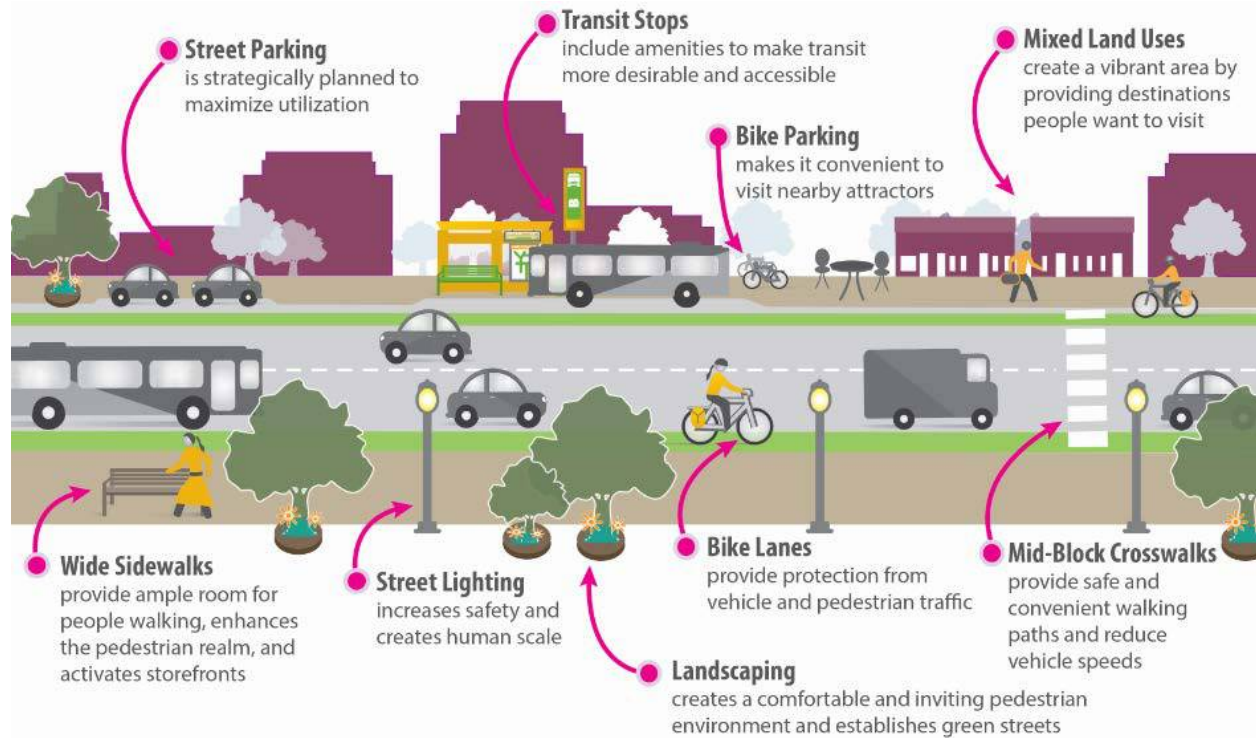 Street Parking
is strategically planned to
maximize utilization
Transit Stops
include amenities to make transit
more desirable and accessible
Bike Parking
makes it convenient to
visit nearby attractors
Mixed Land Uses
create a vibrant area by
providing destinations
people want to visit
Wide Sidewalks
provide ample room for
people walking, enhances
the pedestrian realm, and
activates storefronts
Street Lighting
increases safety and
creates human scale
Landscaping
creates a comfortable and inviting pedestrian
environment and establishes green streets
Bike Lanes
provide protection from
vehicle and pedestrian traffic
Mid-Block Crosswalks
provide safe and
convenient walking
paths and reduce
vehicle speeds